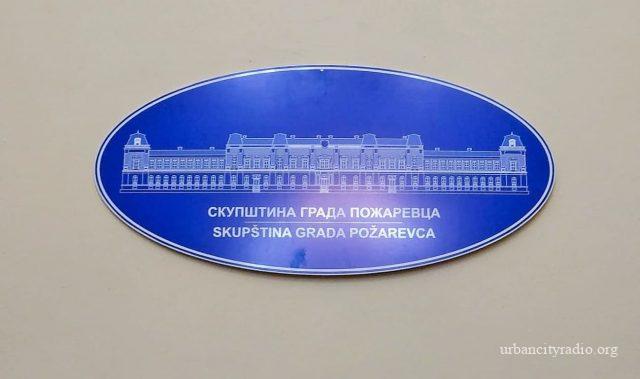 СКУПШТИНА ГРАДА ПОЖАРЕВЦА
SKUPŠTINA GRADA POŽAREVCA
urbancityradio.org